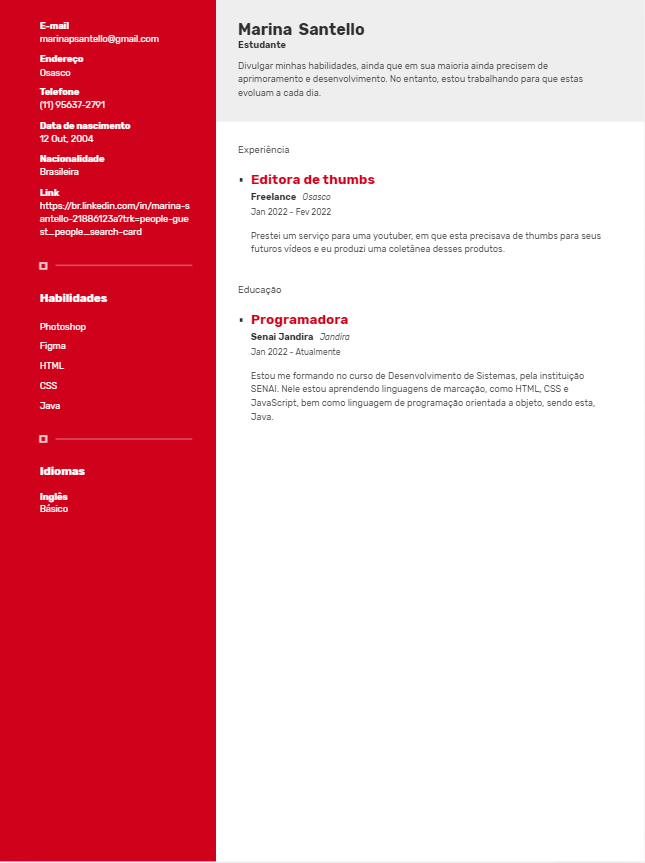 E-mail
marinapsantello@gmail.com
Endereço
Osasco
Telefone
(11) 95637-2791
Data de nascimento
12 Out, 2004
Nacionalidade
Brasileira
Link
https://br.linkedin.com/in/marina-s
antello-21886123a?trk=people-gue
st_people_search-card
Habilidades
Photoshop
Figma
HTML
CSS
Java
Idiomas
Inglês
Básico
Marina Santello
Estudante
Divulgar minhas habilidades, ainda que em sua maioria ainda precisem de
aprimoramento e desenvolvimento. No entanto, estou trabalhando para que estas
evoluam a cada dia.
Experiência
Editora de thumbs
Freelance Osasco
Jan 2022 - Fev 2022
Prestei um serviço para uma youtuber, em que esta precisava de thumbs para seus
futuros vídeos e eu produzi uma coletânea desses produtos.
Educação
Programadora
Senai Jandira Jandira
Jan 2022 - Atualmente
Estou me formando no curso de Desenvolvimento de Sistemas, pela instituição
SENAI. Nele estou aprendendo linguagens de marcação, como HTML, CSS e
JavaScript, bem como linguagem de programação orientada a objeto, sendo esta,
Java.